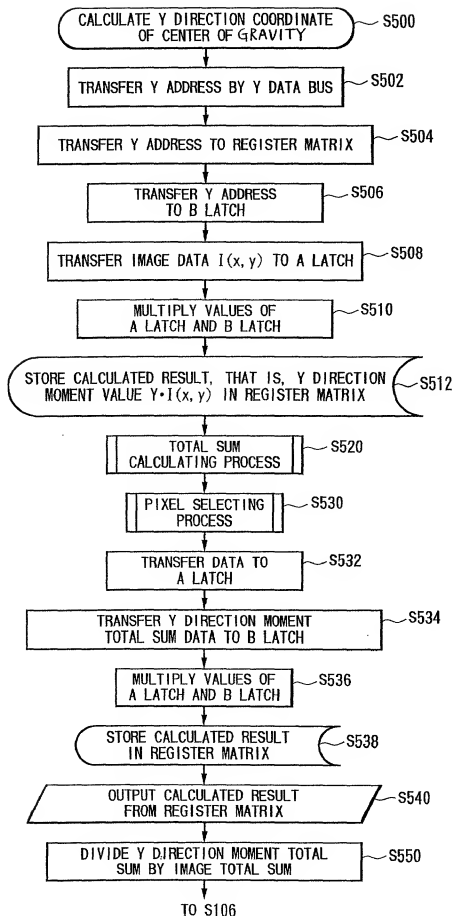 CALCULATE Y DIRECTION COORDINATE
OF CENTER OF GRAVITY
S500
TRANSFER Y ADDRESS BY Y DATA BUS
S502
TRANSFER Y ADDRESS TO REGISTER MATRIX
S504
TRANSFER Y ADDRESS
TO B LATCH
S506
TRANSFER IMAGE DATA I(x, y) TO A LATCH
S508
MULTIPLY VALUES OF
A LATCH AND B LATCH
S510
STORE CALCULATED RESULT, THAT IS, Y DIRECTION
MOMENT VALUE Y·I(x, y) IN REGISTER MATRIX
S512
TOTAL SUM
CALCULATING PROCESS
S520
PIXEL SELECTING
PROCESS
S530
TRANSFER DATA TO
A LATCH
S532
TRANSFER Y DIRECTION MOMENT
TOTAL SUM DATA TO B LATCH
S534
MULTIPLY VALUES OF
A LATCH AND B LATCH
S536
STORE CALCULATED RESULT
IN REGISTER MATRIX
S538
OUTPUT CALCULATED RESULT
FROM REGISTER MATRIX
S540
DIVIDE Y DIRECTION MOMENT TOTAL
SUM BY IMAGE TOTAL SUM
S550
TO S106